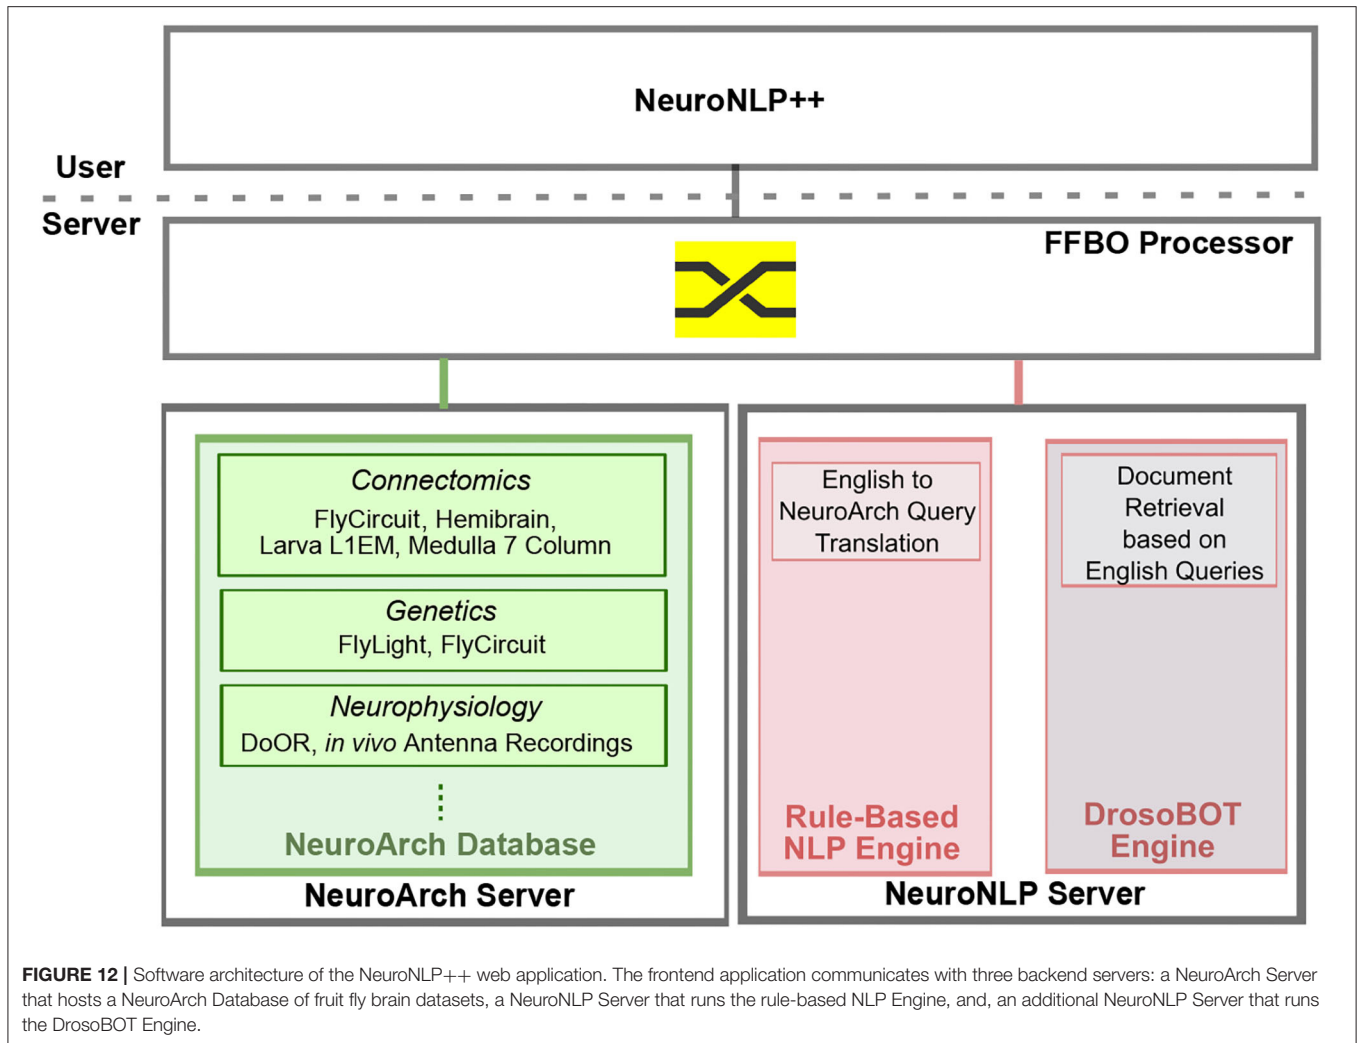 NeuroNLP++
User
Server
FFBO Processor
Connectomics
FlyCircuit, Hemibrain,
Larva L1EM, Medulla 7 Column
Genetics
FlyLight, FlyCircuit
Neurophysiology
DoOR, in vivo Antenna Recordings
NeuroArch Database
NeuroArch Server
English to
NeuroArch Query
Translation
Rule-Based
NLP Engine
Document
Retrieval
based on
English Queries
DrosoBOT
Engine
NeuroNLP Server
FIGURE 12 | Software architecture of the NeuroNLP++ web application. The frontend application communicates with three backend servers: a NeuroArch Server
that hosts a NeuroArch Database of fruit fly brain datasets, a NeuroNLP Server that runs the rule-based NLP Engine, and, an additional NeuroNLP Server that runs
the DrosoBOT Engine.